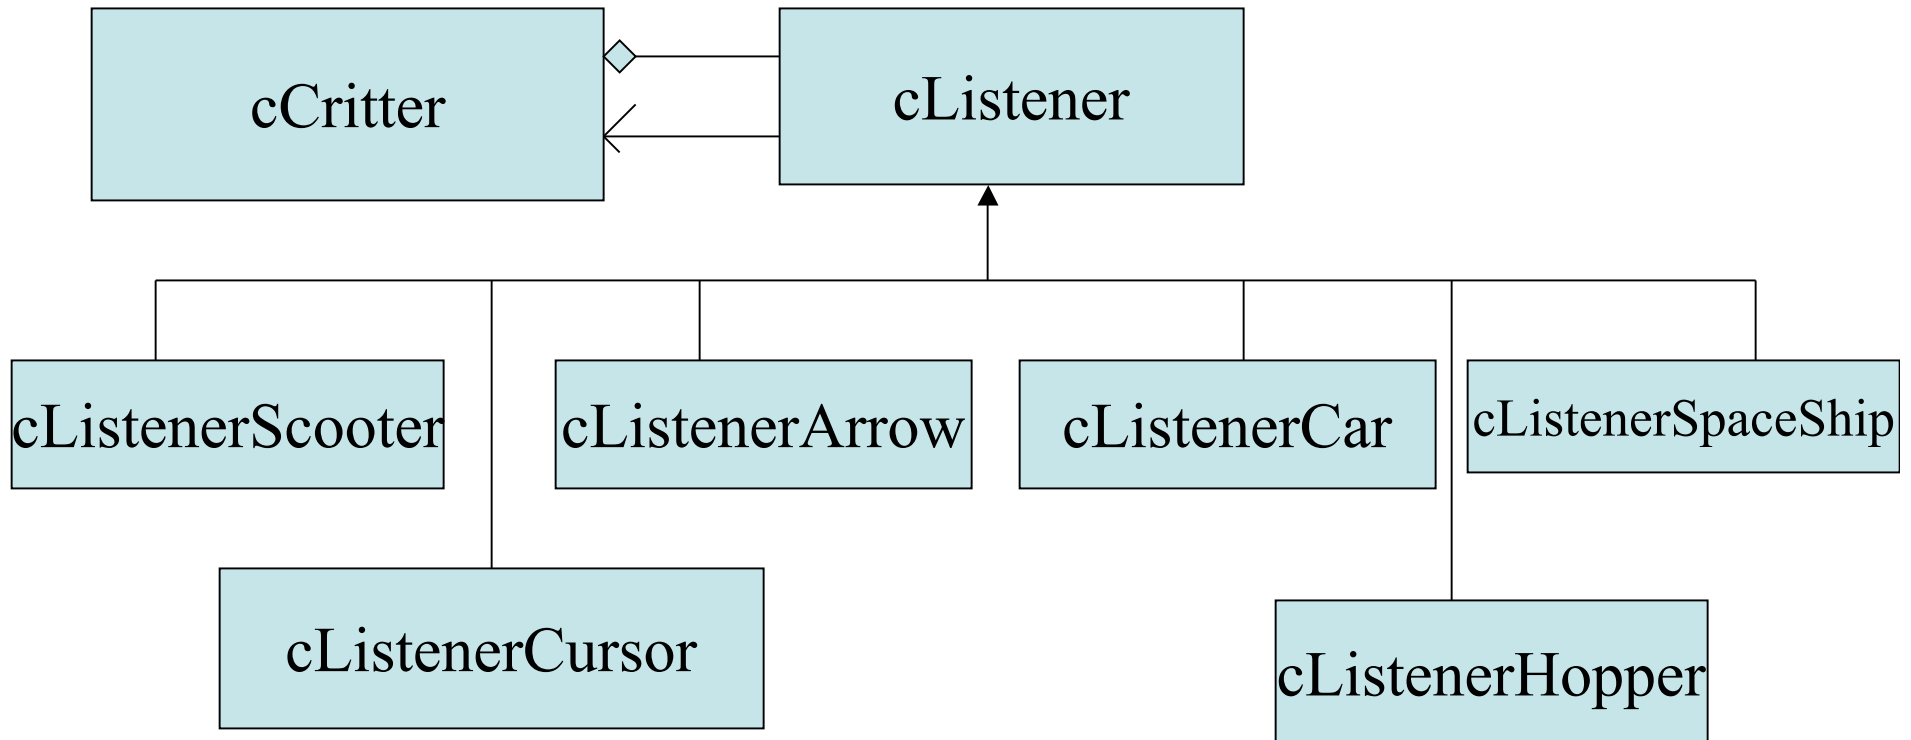 cCritter
cListener
cListenerScooter
cListenerArrow
cListenerCar
cListenerSpaceShip
cListenerCursor
cListenerHopper